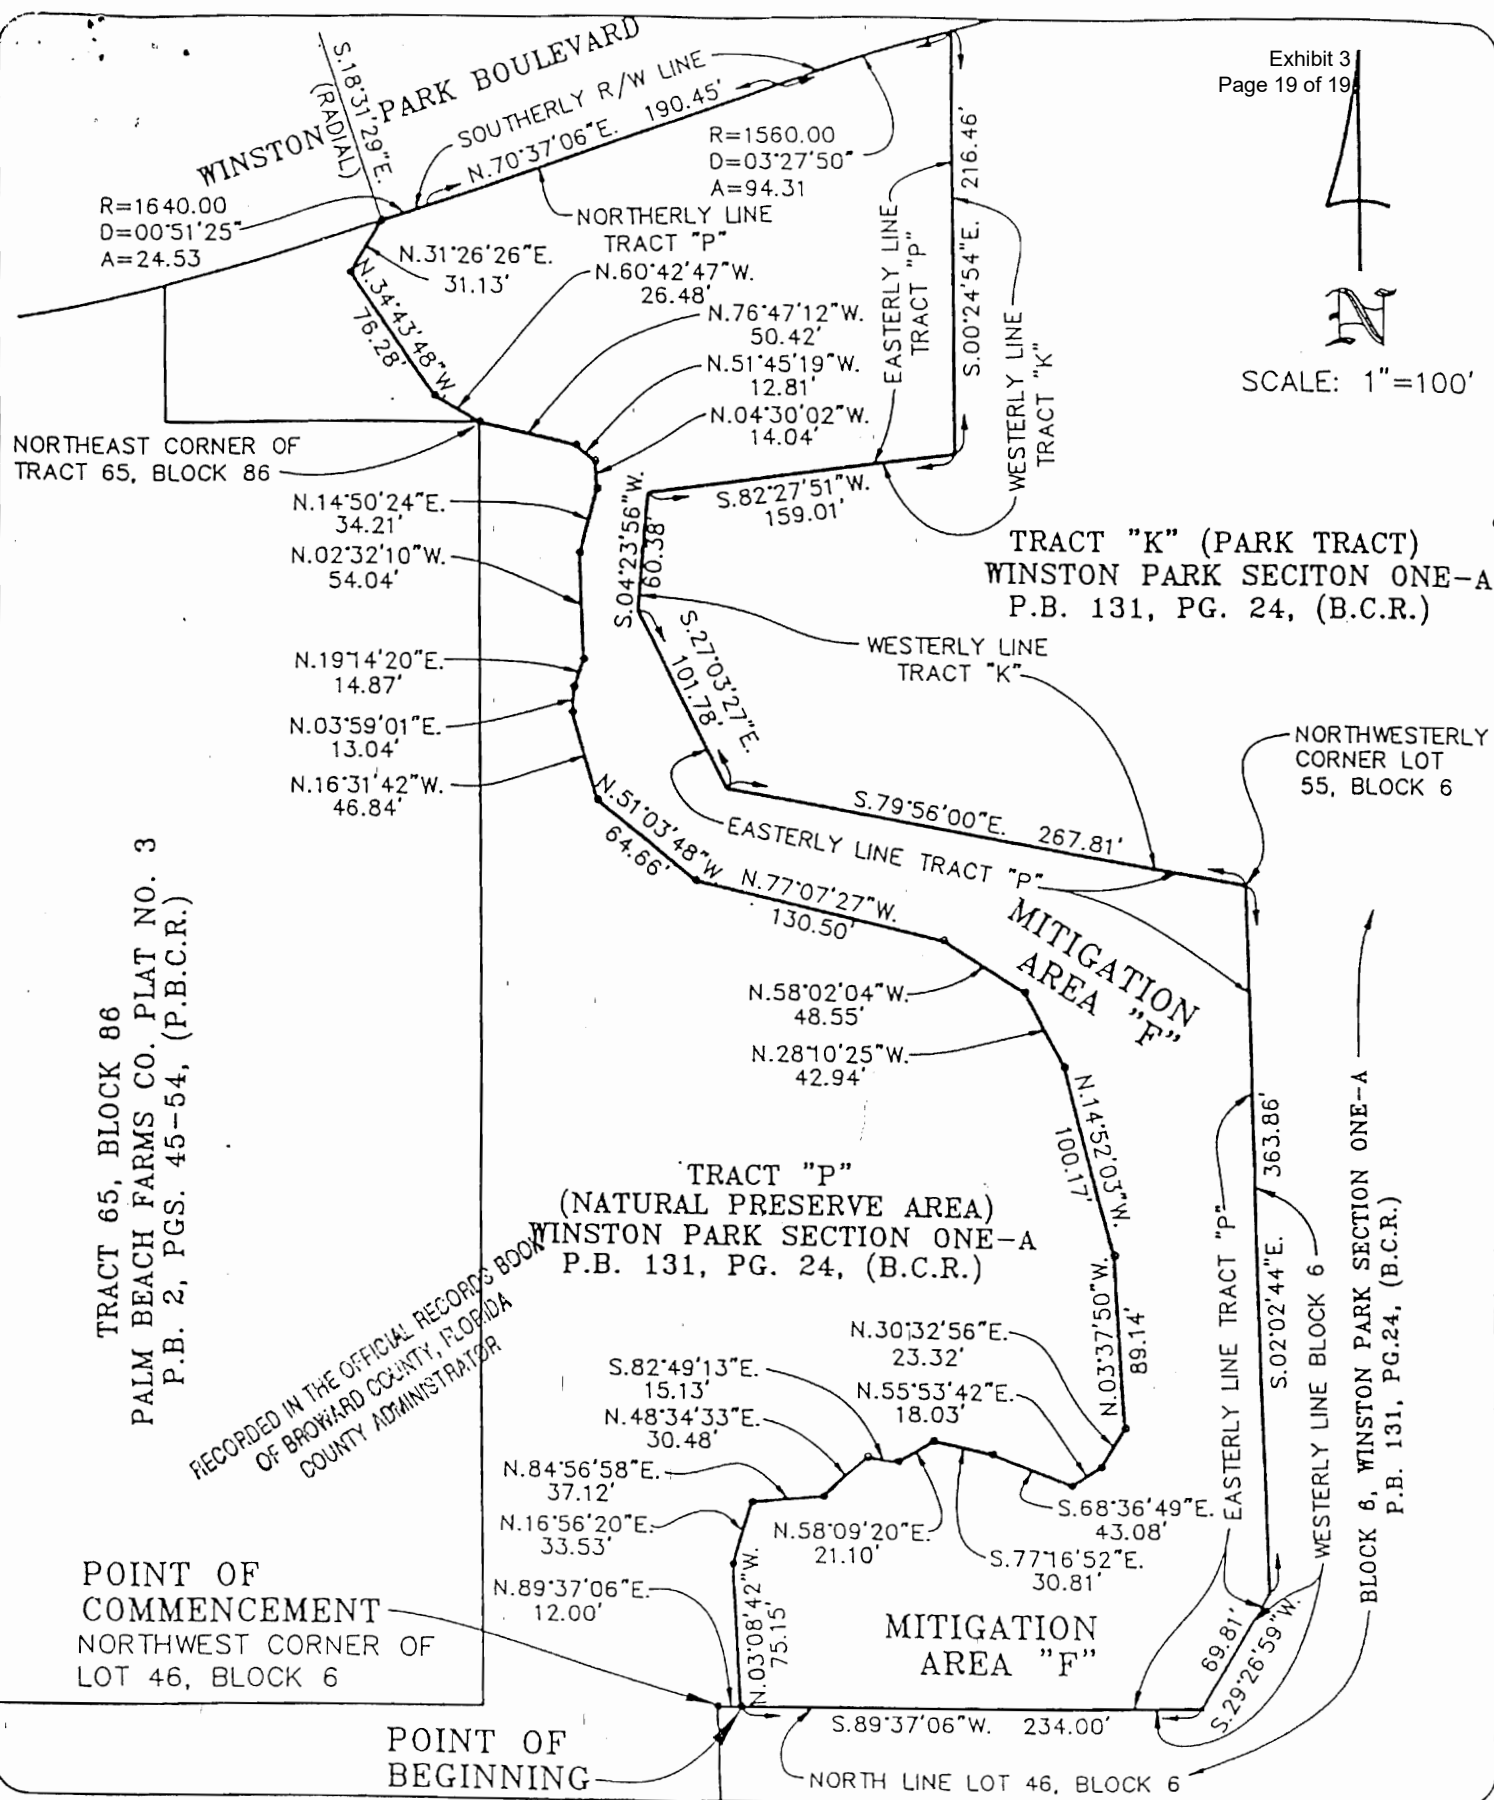 Exhibit 3
Page 19 of 19
S.18°31'29"E.
(RADIAL)
WINSTON PARK BOULEVARD
SOUTHERLY R/W LINE
N.70°37'06"E. 190.45'
R=1560.00
D=03°27'50"
A=94.31
R=1640.00
D=00°51'25"
A=24.53
NORTHERLY LINE
TRACT "P"
N.31°26'26"E.
31.13'
N.34°43'48"W.
76.28'
N.60°42'47"W.
26.48'
N.76°47'12"W.
50.42'
N.51°45'19"W.
12.81'
N.04°30'02"W.
14.04'
EASTERLY LINE
TRACT "P"
S.00°24'54"E. 216.46'
WESTERLY LINE
TRACT "K"
SCALE: 1"=100'
NORTHEAST CORNER OF
TRACT 65, BLOCK 86
N.14°50'24"E.
34.21'
N.02°32'10"W.
54.04'
S.04°23'56"W.
60.38'
S.82°27'51"W.
159.01'
TRACT "K" (PARK TRACT)
WINSTON PARK SECITON ONE-A
P.B. 131, PG. 24, (B.C.R.)
WESTERLY LINE
TRACT "K"
S.27°03'27"E.
101.78'
N.19°14'20"E.
14.87'
N.03°59'01"E.
13.04'
N.16°31'42"W.
46.84'
NORTHWESTERLY
CORNER LOT
55, BLOCK 6
S.79°56'00"E. 267.81'
EASTERLY LINE TRACT "P"
N.51°03'48"W
64.66'
N.77°07'27"W.
130.50'
MITIGATION
AREA "F"
N.58°02'04"W.
48.55'
N.28°10'25"W.
42.94'
N.14°52'03"W.
100.17'
TRACT 65, BLOCK 86
PALM BEACH FARMS CO. PLAT NO. 3
P.B. 2, PGS. 45-54, (P.B.C.R.)
TRACT "P"
(NATURAL PRESERVE AREA)
WINSTON PARK SECTION ONE-A
P.B. 131, PG. 24, (B.C.R.)
RECORDED IN THE OFFICIAL RECORDS BOOK
OF BROWARD COUNTY, FLORIDA
COUNTY ADMINISTRATOR
363.86'
S.02°02'44"E.
EASTERLY LINE TRACT "P"
WESTERLY LINE BLOCK 6
BLOCK 6, WINSTON PARK SECTION ONE-A
P.B. 131, PG.24, (B.C.R.)
N.03°37'50"W.
89.14'
N.30°32'56"E.
23.32'
N.55°53'42"E.
18.03'
S.82°49'13"E.
15.13'
N.48°34'33"E.
30.48'
N.84°56'58"E.
37.12'
N.16°56'20"E.
33.53'
N.58°09'20"E.
21.10'
S.77°16'52"E.
30.81'
S.68°36'49"E.
43.08'
N.89°37'06"E.
12.00'
N.03°08'42"W.
75.15'
MITIGATION
AREA "F"
69.81'
S.29°26'59"W.
POINT OF
COMMENCEMENT
NORTHWEST CORNER OF
LOT 46, BLOCK 6
S.89°37'06"W. 234.00'
POINT OF
BEGINNING
NORTH LINE LOT 46, BLOCK 6
N